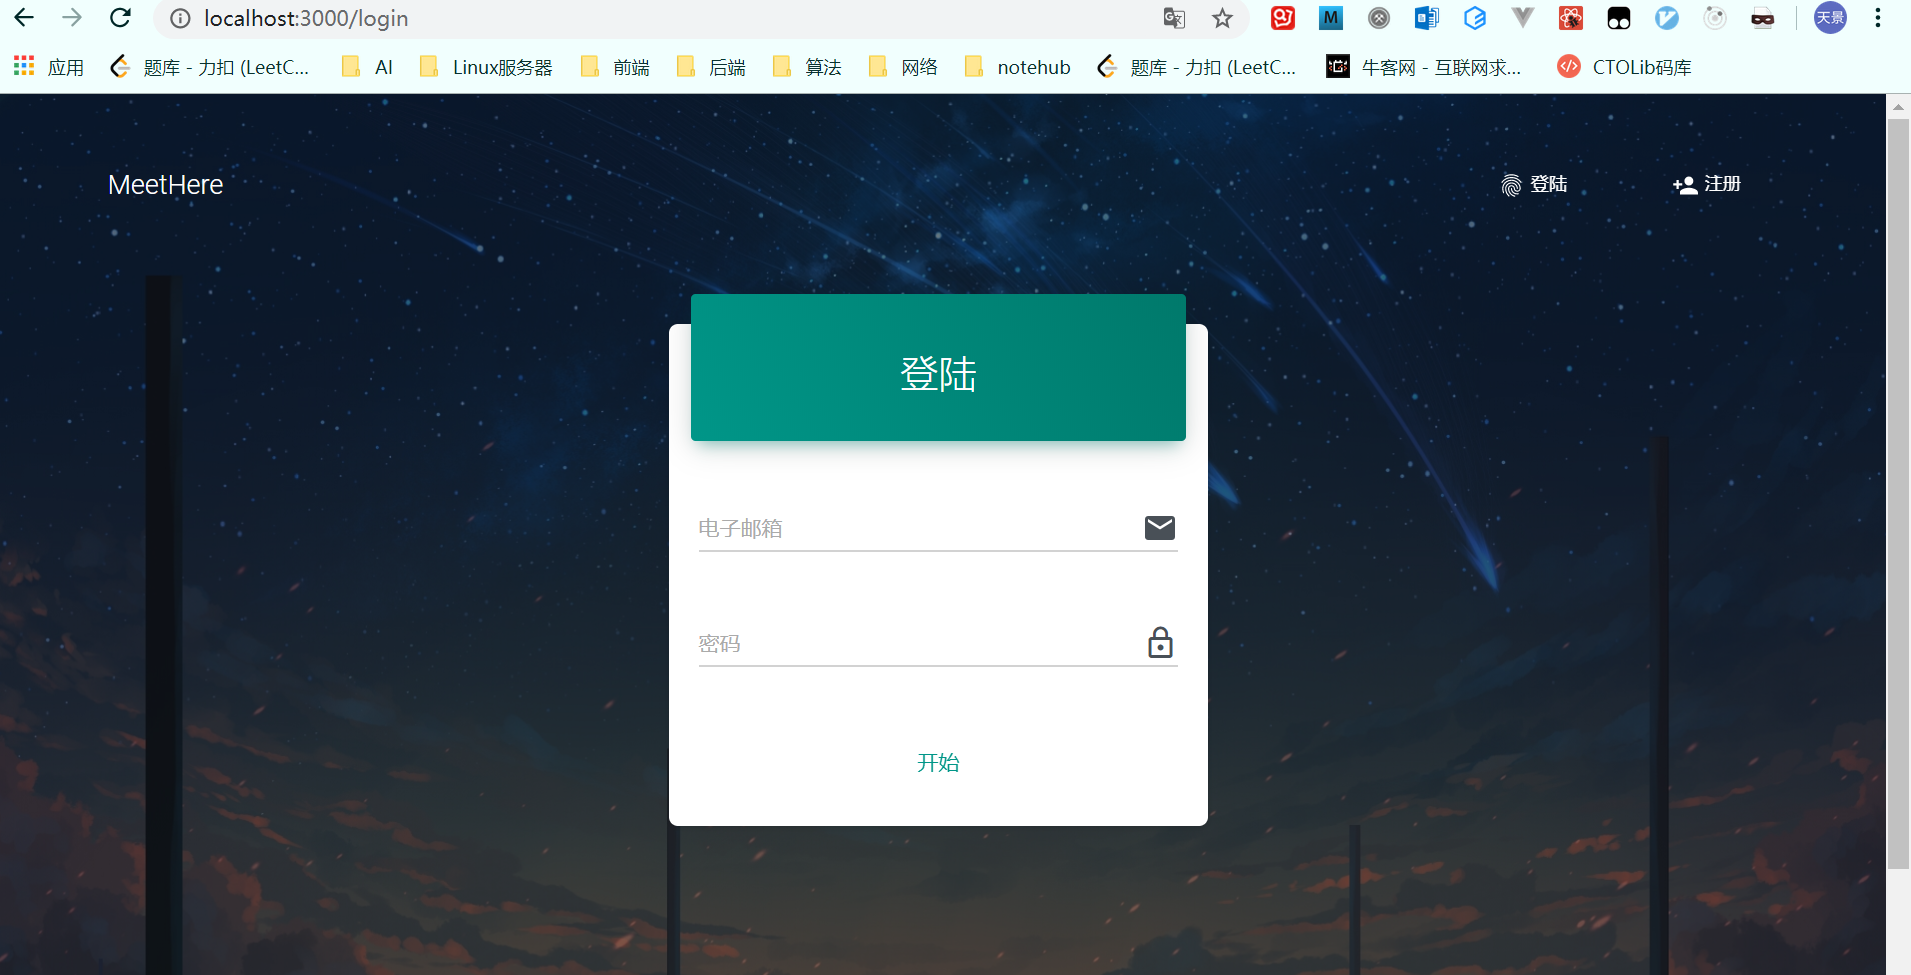 localhost:3000/login
天景
应用
题库 - 力扣 (LeetC...
AI
Linux服务器
前端
后端
算法
网络
notehub
题库 - 力扣 (LeetC...
牛客网 - 互联网求...
CTOLib码库
MeetHere
登陆
注册
登陆
电子邮箱
密码
开始